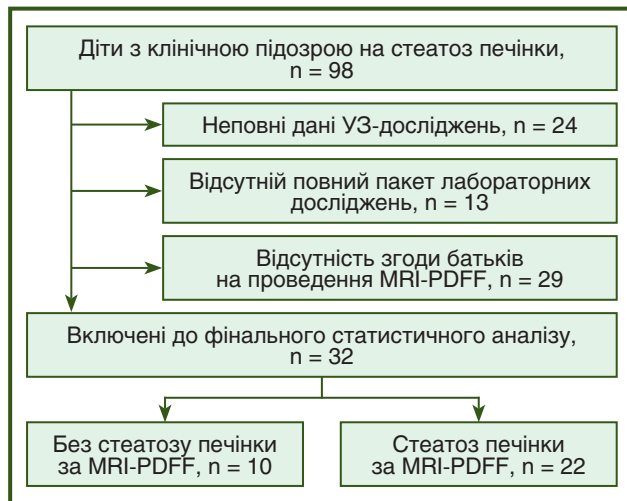 Діти з клінічною підозрою на стеатоз печінки,
n = 98
Неповні дані УЗ-досліджень, n = 24
Відсутній повний пакет лабораторних
досліджень, n = 13
Відсутність згоди батьків
на проведення MRI-PDFF, n = 29
Включені до фінального статистичного аналізу,
n = 32
Без стеатозу печінки
за MRI-PDFF, n = 10
Стеатоз печінки
за MRI-PDFF, n = 22